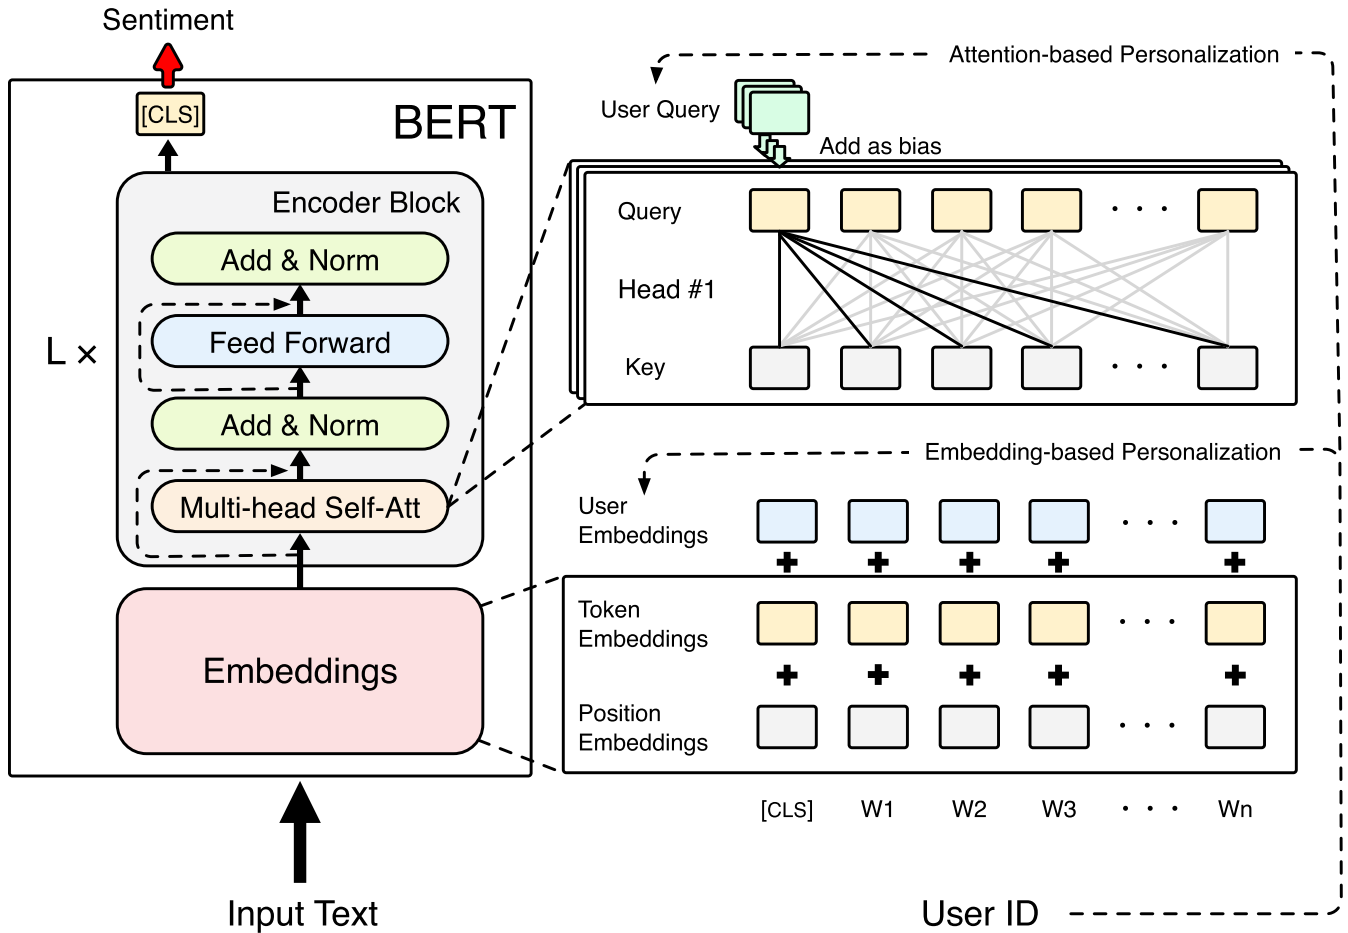 Sentiment
[CLS]
BERT
Encoder Block
Add & Norm
Feed Forward
L ×
Add & Norm
Multi-head Self-Att
Embeddings
Input Text
Attention-based Personalization
User Query
Add as bias
Query
Head #1
Key
. . .
. . .
Embedding-based Personalization
User
Embeddings
. . .
Token
Embeddings
. . .
Position
Embeddings
. . .
[CLS] W1 W2 W3 . . . Wn
User ID